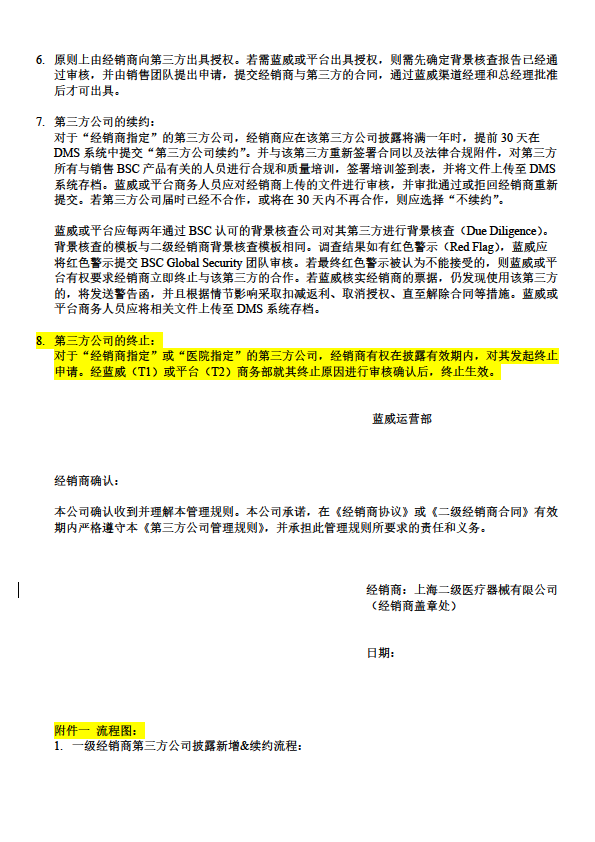 6. 原则上由经销商向第三方出具授权。若需蓝威或平台出具授权，则需先确定背景核查报告已经通
过审核，并由销售团队提出申请，提交经销商与第三方的合同，通过蓝威渠道经理和总经理批准
后才可出具。
7. 第三方公司的续约：
对于“经销商指定”的第三方公司，经销商应在该第三方公司披露将满一年时，提前 30 天在
DMS 系统中提交“第三方公司续约”。并与该第三方重新签署合同以及法律合规附件，对第三方
所有与销售 BSC 产品有关的人员进行合规和质量培训，签署培训签到表，并将文件上传至 DMS
系统存档。蓝威或平台商务人员应对经销商上传的文件进行审核，并审批通过或拒回经销商重新
提交。若第三方公司届时已经不合作，或将在 30 天内不再合作，则应选择“不续约”。
蓝威或平台应每两年通过 BSC 认可的背景核查公司对其第三方进行背景核查（Due Diligence）。
背景核查的模板与二级经销商背景核查模板相同。调查结果如有红色警示（Red Flag），蓝威应
将红色警示提交 BSC Global Security 团队审核。若最终红色警示被认为不能接受的，则蓝威或平
台有权要求经销商立即终止与该第三方的合作。若蓝威核实经销商的票据，仍发现使用该第三方
的，将发送警告函，并且根据情节影响采取扣减返利、取消授权、直至解除合同等措施。蓝威或
平台商务人员应将相关文件上传至 DMS 系统存档。
8. 第三方公司的终止：
对于“经销商指定”或“医院指定”的第三方公司，经销商有权在披露有效期内，对其发起终止
申请。经蓝威（T1）或平台（T2）商务部就其终止原因进行审核确认后，终止生效。
蓝威运营部
经销商确认：
本公司确认收到并理解本管理规则。本公司承诺，在《经销商协议》或《二级经销商合同》有效
期内严格遵守本《第三方公司管理规则》，并承担此管理规则所要求的责任和义务。
经销商：上海二级医疗器械有限公司
（经销商盖章处）
日期：
附件一 流程图：
1. 一级经销商第三方公司披露新增&续约流程：